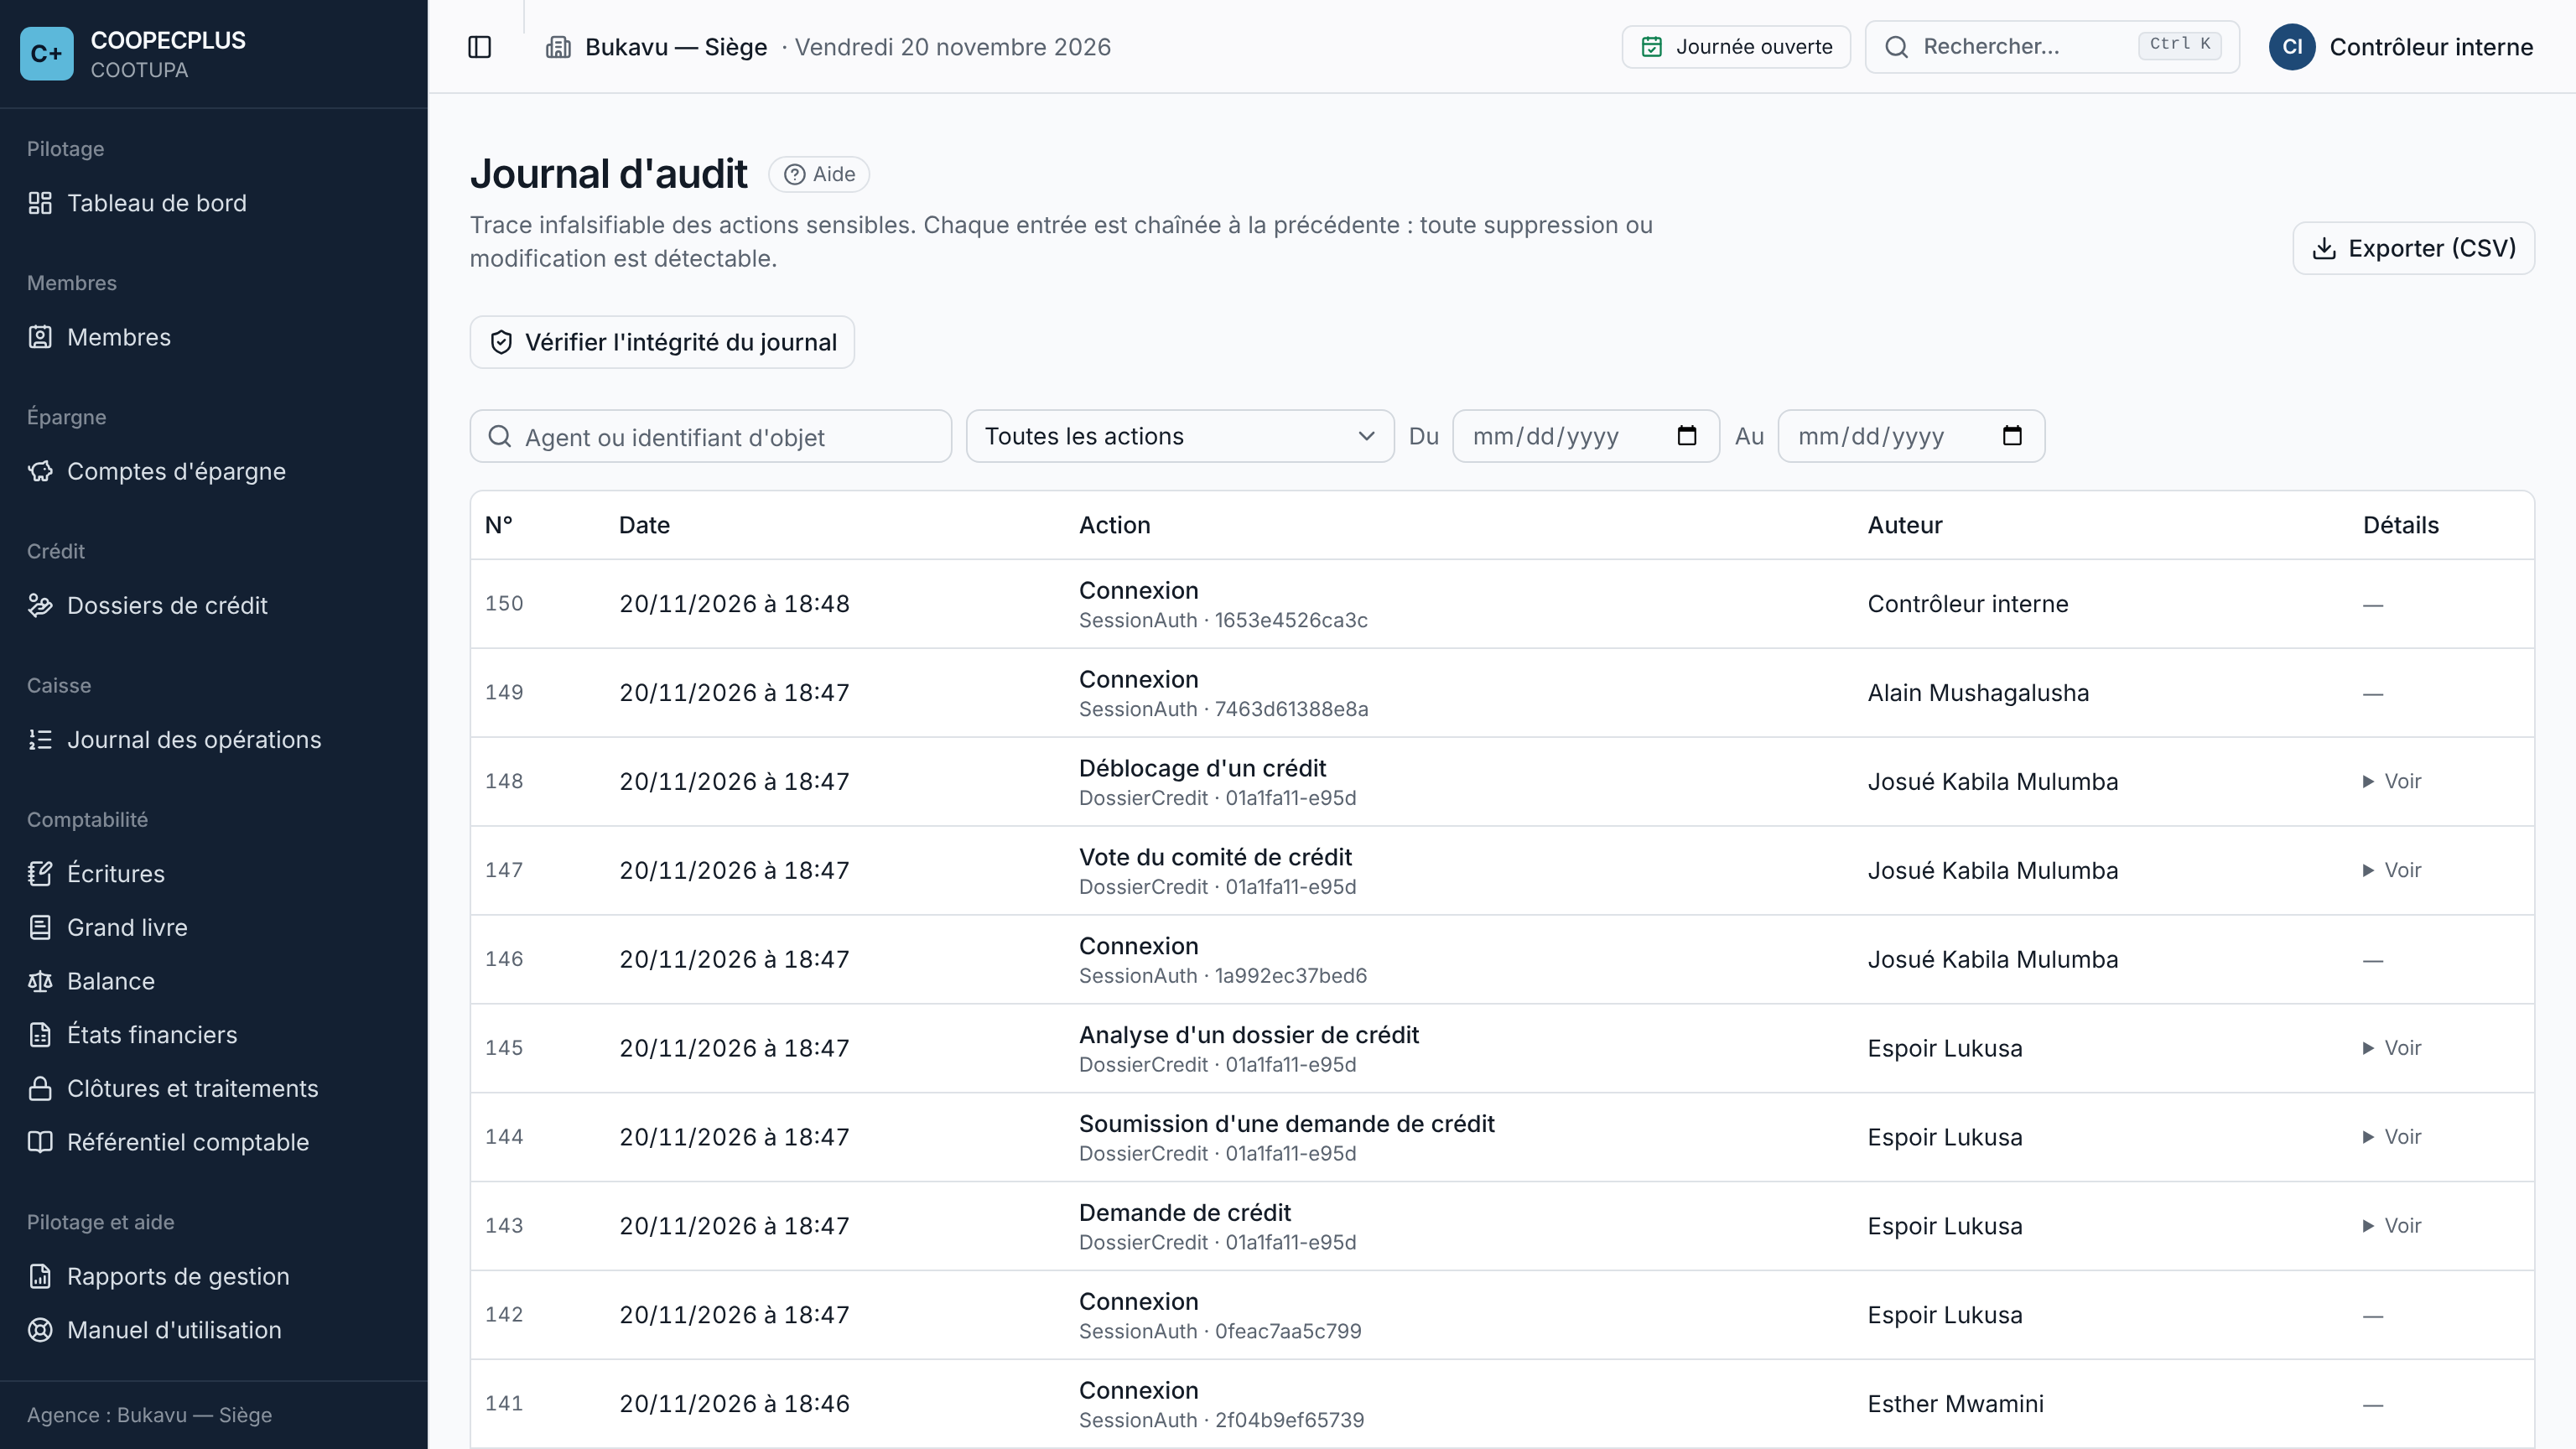 C+
COOPECPLUS
COOTUPA
Pilotage
Tableau de bord
Membres
Membres
Épargne
Comptes d'épargne
Crédit
Dossiers de crédit
Caisse
Journal des opérations
Comptabilité
Écritures
Grand livre
Balance
États financiers
Clôtures et traitements
Référentiel comptable
Pilotage et aide
Rapports de gestion
Manuel d'utilisation
Agence : Bukavu — Siège
Bukavu — Siège · Vendredi 20 novembre 2026
Journée ouverte
Rechercher... Ctrl K
CI Contrôleur interne
Journal d'audit
Aide
Trace infalsifiable des actions sensibles. Chaque entrée est chaînée à la précédente : toute suppression ou
modification est détectable.
Exporter (CSV)
Vérifier l'intégrité du journal
Agent ou identifiant d'objet
Toutes les actions
Du mm/dd/yyyy
Au mm/dd/yyyy
N° Date Action Auteur Détails
150 20/11/2026 à 18:48 Connexion Contrôleur interne —
SessionAuth · 1653e4526ca3c
149 20/11/2026 à 18:47 Connexion Alain Mushagalusha —
SessionAuth · 7463d61388e8a
148 20/11/2026 à 18:47 Déblocage d'un crédit Josué Kabila Mulumba Voir
DossierCredit · 01a1fa11-e95d
147 20/11/2026 à 18:47 Vote du comité de crédit Josué Kabila Mulumba Voir
DossierCredit · 01a1fa11-e95d
146 20/11/2026 à 18:47 Connexion Josué Kabila Mulumba —
SessionAuth · 1a992ec37bed6
145 20/11/2026 à 18:47 Analyse d'un dossier de crédit Espoir Lukusa Voir
DossierCredit · 01a1fa11-e95d
144 20/11/2026 à 18:47 Soumission d'une demande de crédit Espoir Lukusa Voir
DossierCredit · 01a1fa11-e95d
143 20/11/2026 à 18:47 Demande de crédit Espoir Lukusa Voir
DossierCredit · 01a1fa11-e95d
142 20/11/2026 à 18:47 Connexion Espoir Lukusa —
SessionAuth · 0feac7aa5c799
141 20/11/2026 à 18:46 Connexion Esther Mwamini —
SessionAuth · 2f04b9ef65739